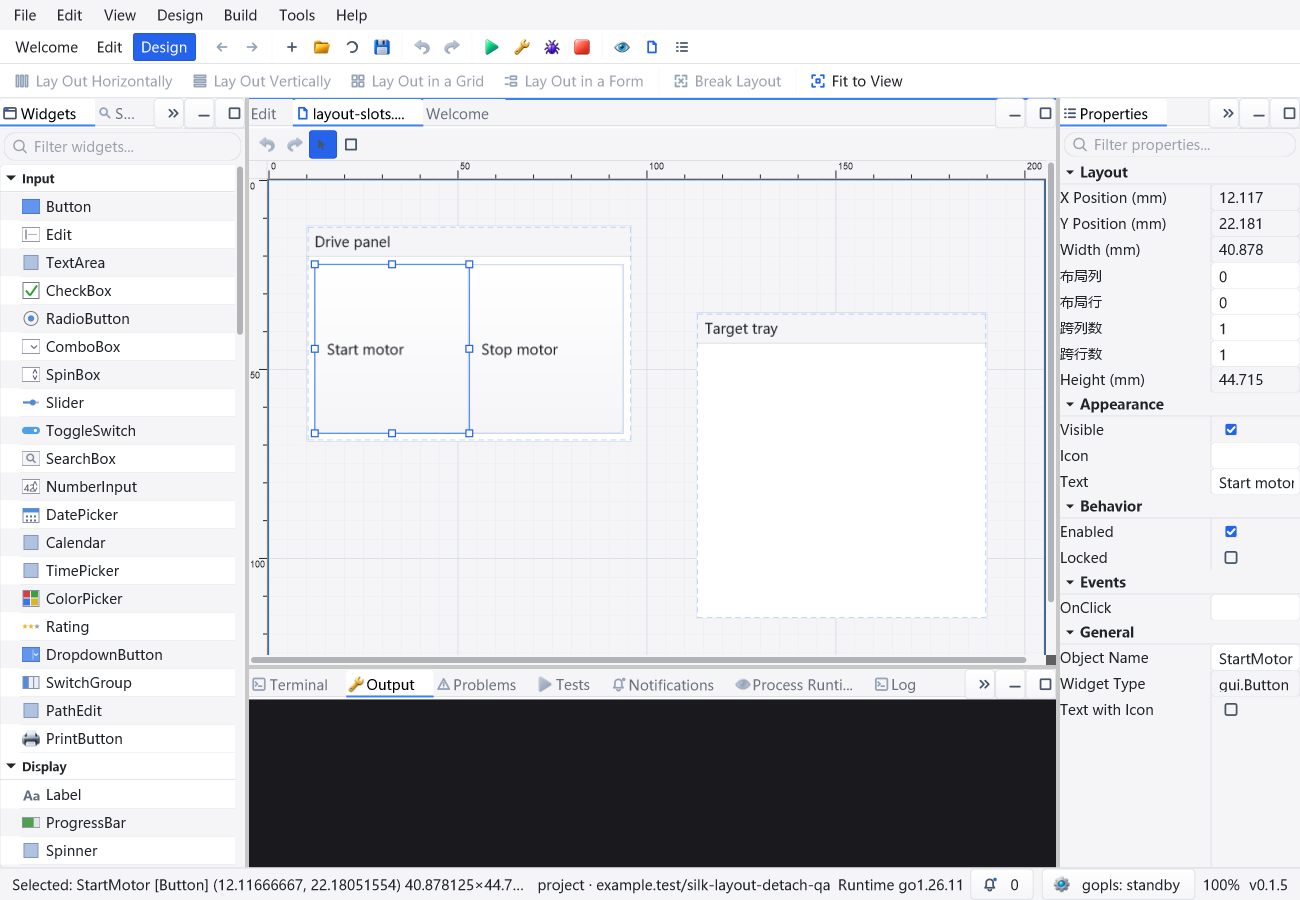 File Edit View Design Build Tools Help
Welcome Edit Design
Lay Out Horizontally Lay Out Vertically Lay Out in a Grid Lay Out in a Form Break Layout Fit to View
Widgets S...
Filter widgets...
Input
Button
Edit
TextArea
CheckBox
RadioButton
ComboBox
SpinBox
Slider
ToggleSwitch
SearchBox
NumberInput
DatePicker
Calendar
TimePicker
ColorPicker
Rating
DropdownButton
SwitchGroup
PathEdit
PrintButton
Display
Aa Label
ProgressBar
Spinner
Edit layout-slots.... Welcome
0 50 100 150 200
0
50
100
Drive panel
Start motor Stop motor
Target tray
Terminal Output Problems Tests Notifications Process Runti... Log
Properties
Filter properties...
Layout
X Position (mm) 12.117
Y Position (mm) 22.181
Width (mm) 40.878
布局列 0
布局行 0
跨列数 1
跨行数 1
Height (mm) 44.715
Appearance
Visible
Icon
Text Start motor
Behavior
Enabled
Locked
Events
OnClick
General
Object Name StartMotor
Widget Type gui.Button
Text with Icon
Selected: StartMotor [Button] (12.11666667, 22.18051554) 40.878125×44.7... project · example.test/silk-layout-detach-qa Runtime go1.26.11 0 gopls: standby 100% v0.1.5